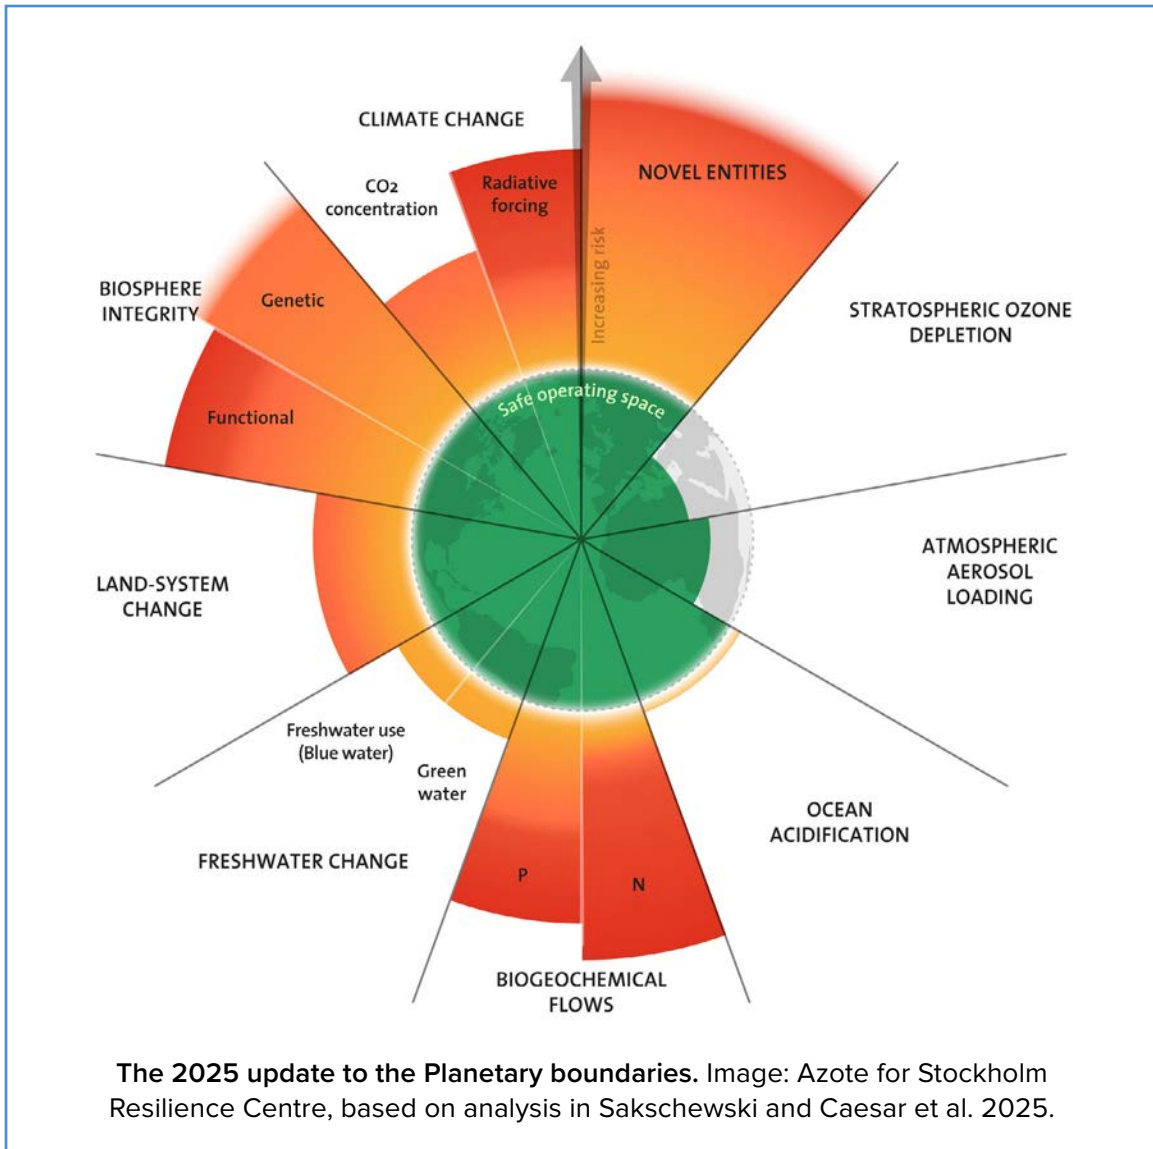 CLIMATE CHANGE
CO2
concentration
Radiative
forcing
NOVEL ENTITIES
Increasing risk
BIOSPHERE
INTEGRITY
Genetic
Functional
STRATOSPHERIC OZONE
DEPLETION
Safe operating space
ATMOSPHERIC
AEROSOL
LOADING
LAND-SYSTEM
CHANGE
Freshwater use
(Blue water)
Green
water
FRESHWATER CHANGE
OCEAN
ACIDIFICATION
P
N
BIOGEOCHEMICAL
FLOWS
The 2025 update to the Planetary boundaries. Image: Azote for Stockholm
Resilience Centre, based on analysis in Sakschewski and Caesar et al. 2025.